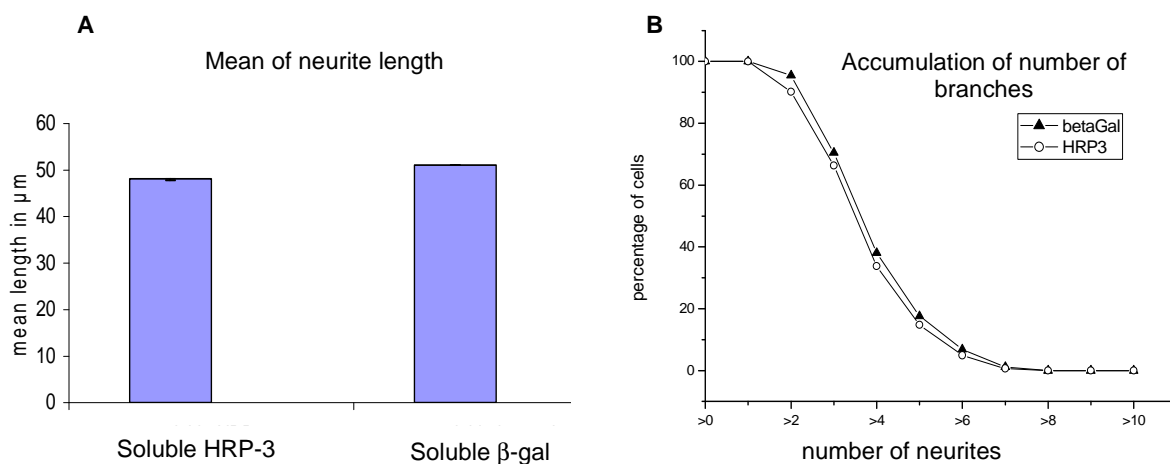 A
Mean of neurite length
60
50
40
30
20
10
0
mean length in µm
Soluble HRP-3
Soluble β-gal
B
Accumulation of number of
branches
betaGal
HRP3
100
80
60
40
20
0
percentage of cells
>0
>2
>4
>6
>8
>10
number of neurites